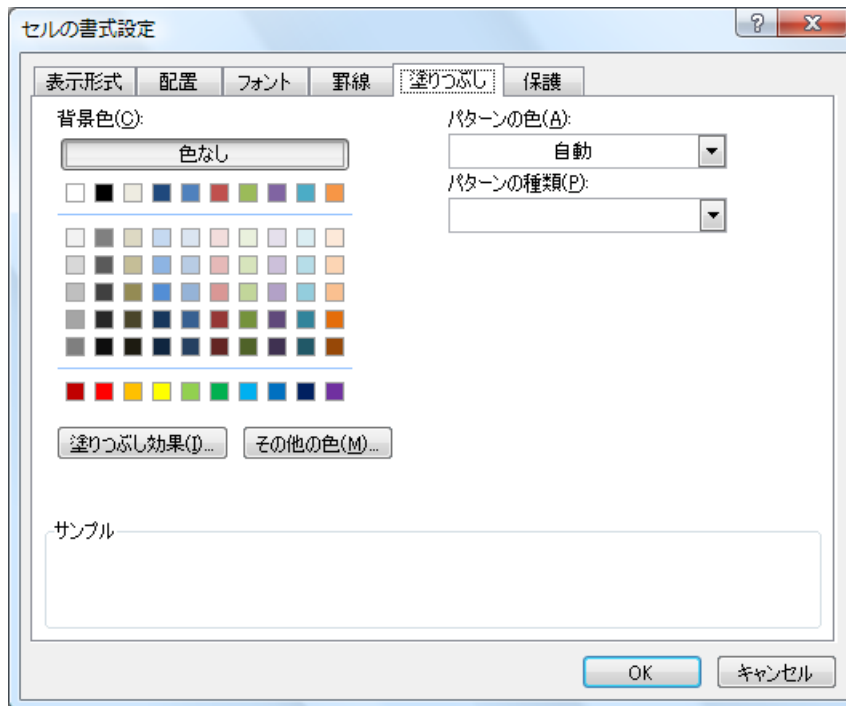 セルの書式設定
表示形式 配置 フォント 罫線 塗りつぶし 保護
背景色(C):
色なし
パターンの色(A):
自動
パターンの種類(P):
塗りつぶし効果(I)...
その他の色(M)...
サンプル
OK キャンセル